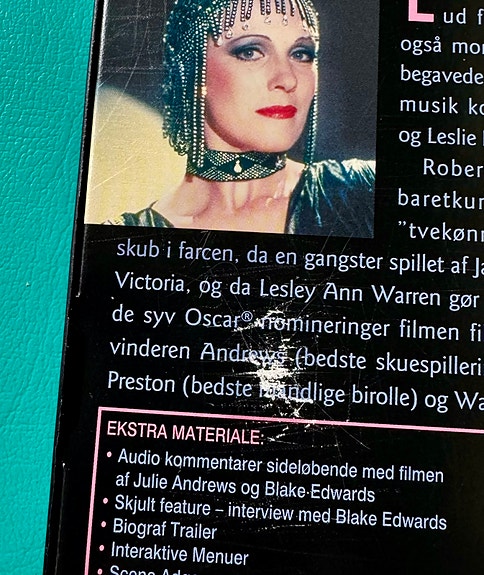 L ud f
også mor
begavede
musik ko
og Leslie
Rober
baretkun
"tvekønn
skub i farcen, da en gangster spillet af Ja
Victoria, og da Lesley Ann Warren gør
de syv Oscar® nomineringer filmen fi
vinderen Andrews (bedste skuespilleri
Preston (bedste mandlige birolle) og Wa
EKSTRA MATERIALE:
• Audio kommentarer sideløbende med filmen
af Julie Andrews og Blake Edwards
• Skjult feature – interview med Blake Edwards
• Biograf Trailer
• Interaktive Menuer
• Scene Adg